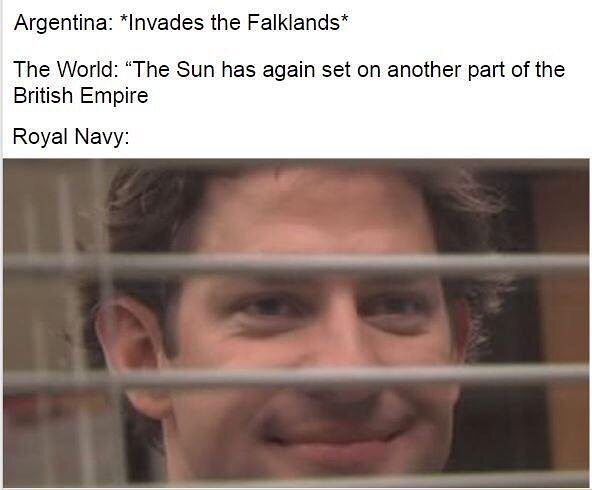 Argentina: *Invades the Falklands*
The World: “The Sun has again set on another part of the
British Empire
Royal Navy: